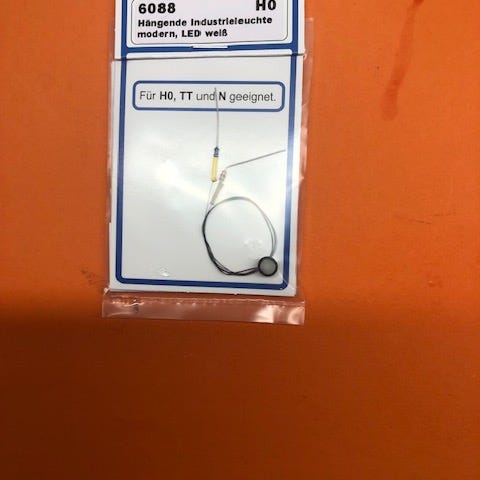 6088 H0
Hängende Industrieleuchte
modern, LED weiß
Für H0, TT und N geeignet.